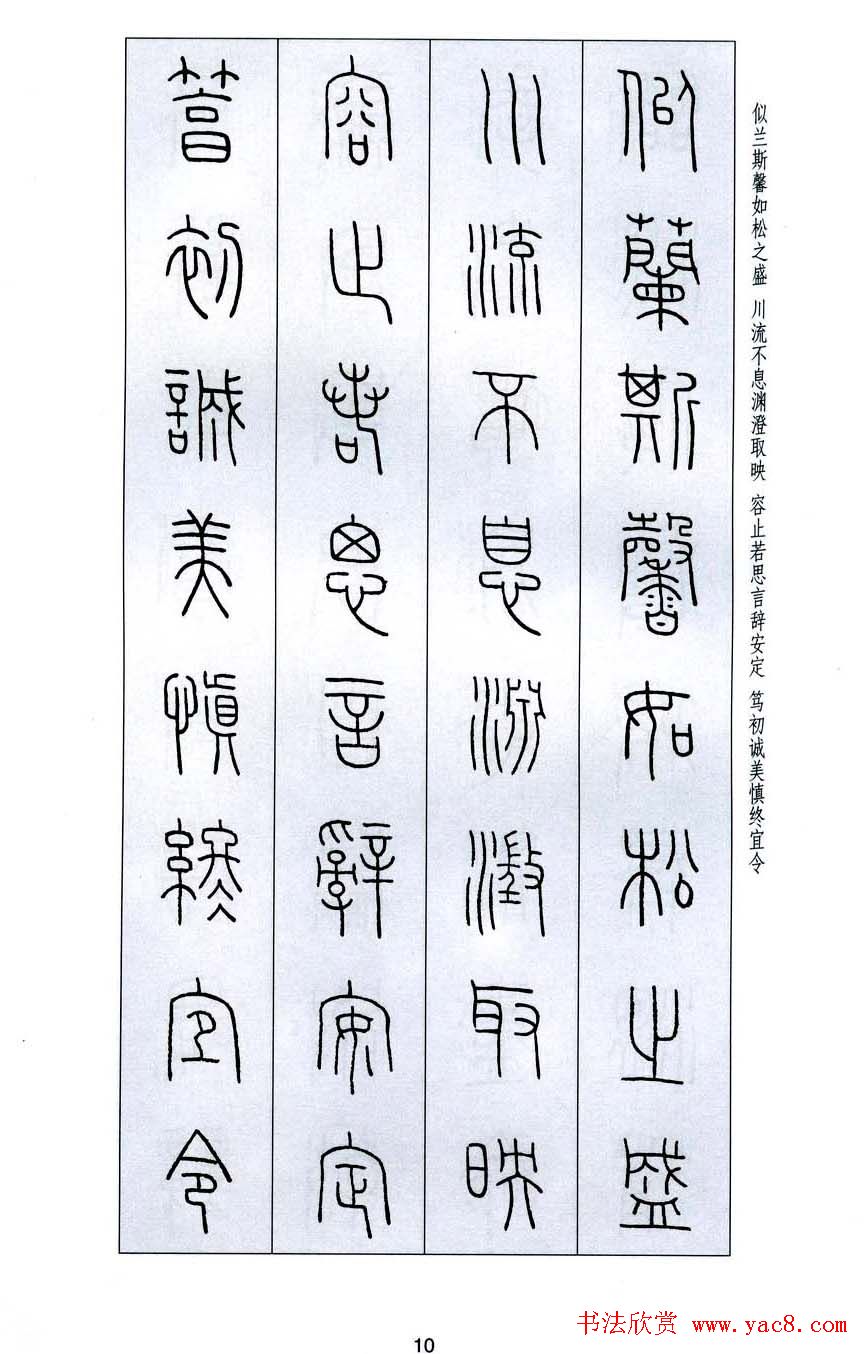 似蘭斯馨如松之盛
川流不息淵澄取映
容止若思言辭安定
篤初誠美慎終宜令
似兰斯馨如松之盛 川流不息渊澄取映 容止若思言辞安定 笃初诚美慎终宜令
10
书法欣赏 www.yac8.com